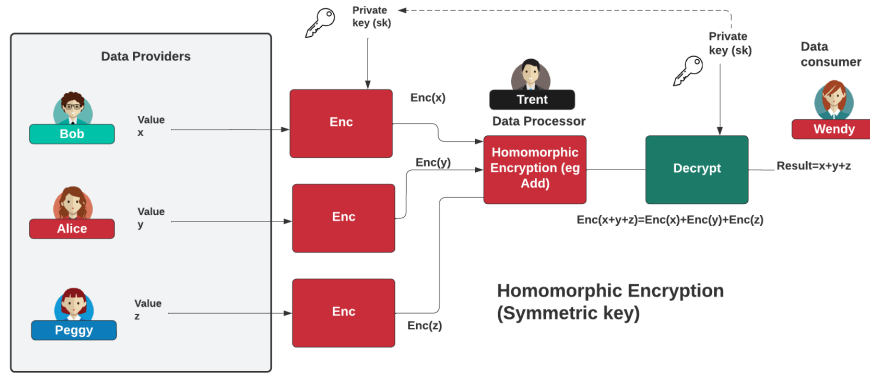 Data Providers
Bob
Value
x
Alice
Value
y
Peggy
Value
z
Private
key (sk)
Enc
Enc
Enc
Enc(x)
Enc(y)
Enc(z)
Trent
Data Processor
Homomorphic
Encryption (eg
Add)
Private
key (sk)
Decrypt
Enc(x+y+z)=Enc(x)+Enc(y)+Enc(z)
Data
consumer
Wendy
Result=x+y+z
Homomorphic Encryption
(Symmetric key)